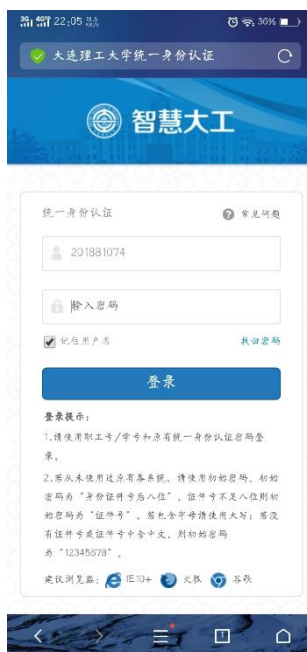 22:05
36%
大连理工大学统一身份认证
智慧大工
统一身份认证
常见问题
201881074
输入密码
记住用户名
找回密码
登录
登录提示：
1.请使用职工号/学号和原有统一身份认证密码登
录。
2.若从未使用过原有各系统，请使用初始密码。初始
密码为“身份证件号后八位”，证件号不足八位则初
始密码为“证件号”，若包含字母请使用大写；若没
有证件号或证件号中含中文，则初始密码
为“12345678”。
建议浏览器：
IE10+
火狐
谷歌
1